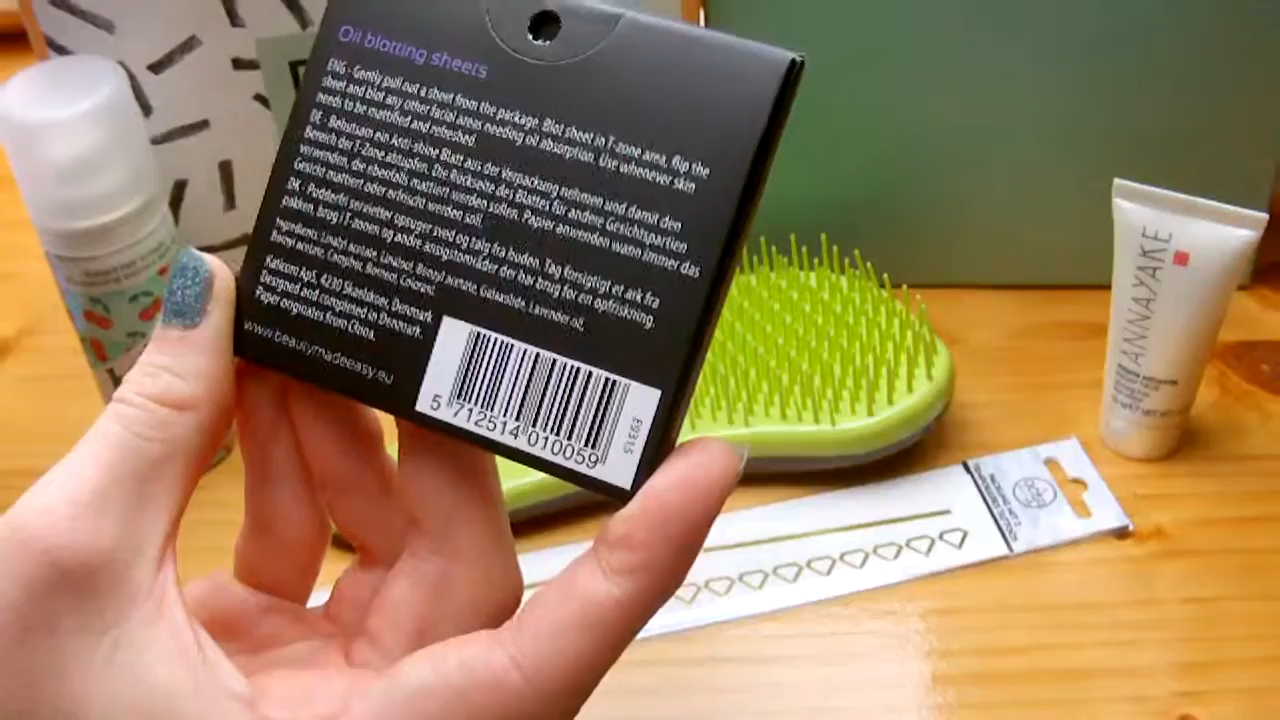 Oil blotting sheets
ENG - Gently pull out a sheet from the package. Blot sheet in T-zone area, flip the
sheet and blot any other facial areas needing oil absorption. Use whenever skin
needs to be mattified and refreshed.
DE - Behutsam ein Anti-shine Blatt aus der Verpackung nehmen und damit den
Bereich der T-Zone abtupfen. Die Rückseite des Blattes für andere Gesichtspartien
verwenden, die ebenfalls mattiert werden sollen. Papier anwenden wann immer das
Gesicht mattiert oder erfrischt werden soll.
DK - Pudderfri servietter opsuger sved og talg fra huden. Tag forsigtigt et ark fra
pakken, brug i T-zonen og andre ansigtsområder der har brug for en opfriskning.
Ingredients: Linalyl acetate, Linalool, Benzyl acetate, Galaxolide, Lavender oil,
acetate, Camphor, Borneol,
Katicom ApS, 4230 Skaelskoer, Denmark
Designed and completed in Denmark.
Paper originates from China.
www.beautymadeeasy.eu
5 712514 010059
E9315
ANNAYAKE